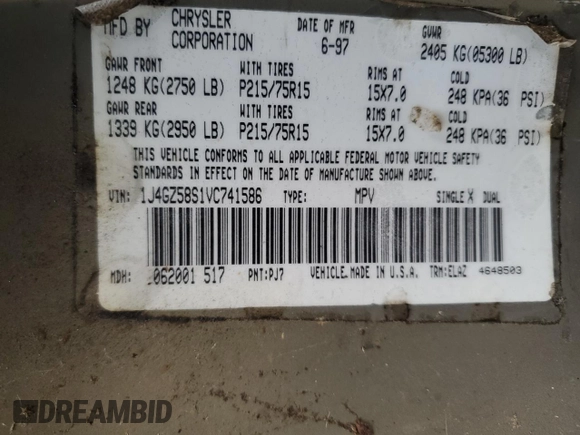 MFD BY CHRYSLER CORPORATION DATE OF MFR 6-97 GVWR 2405 KG(05300 LB)
GAWR FRONT WITH TIRES RIMS AT COLD
1248 KG(2750 LB) P215/75R15 15X7.0 248 KPA(36 PSI)
GAWR REAR WITH TIRES RIMS AT COLD
1339 KG(2950 LB) P215/75R15 15X7.0 248 KPA(36 PSI)
THIS VEHICLE CONFORMS TO ALL APPLICABLE FEDERAL MOTOR VEHICLE SAFETY
STANDARDS IN EFFECT ON THE DATE OF MANUFACTURE SHOWN ABOVE.
VIN: 1J4GZ58S1VC741586 TYPE: MPV SINGLE X DUAL
MDH: 062001 517 PNT:PJ7 VEHICLE MADE IN U.S.A. TRM:ELAZ 4648503
DREAMBID